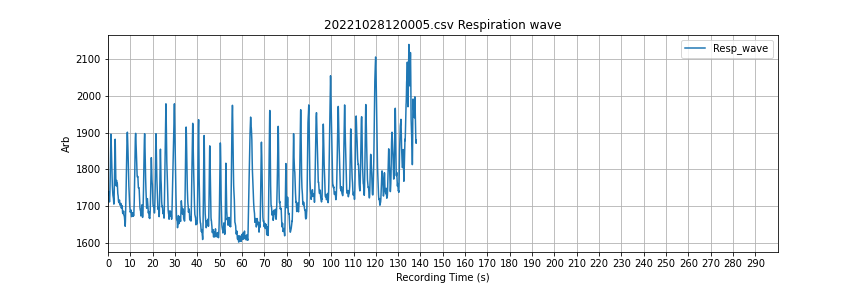 20221028120005.csv Respiration wave
Resp_wave
2100
2000
1900
1800
1700
1600
Arb
0 10 20 30 40 50 60 70 80 90 100 110 120 130 140 150 160 170 180 190 200 210 220 230 240 250 260 270 280 290
Recording Time (s)